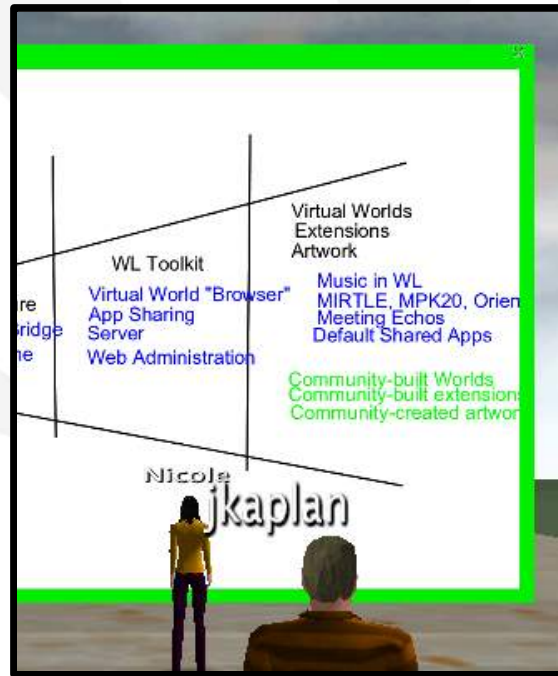 WL Toolkit
Virtual World "Browser"
App Sharing
Server
Web Administration
Virtual Worlds
Extensions
Artwork
Music in WL
MIRTLE, MPK20, Orien
Meeting Echos
Default Shared Apps
Community-built Worlds
Community-built extensions
Community-created artwor
re
Bridge
ne
Nicole
jkaplan